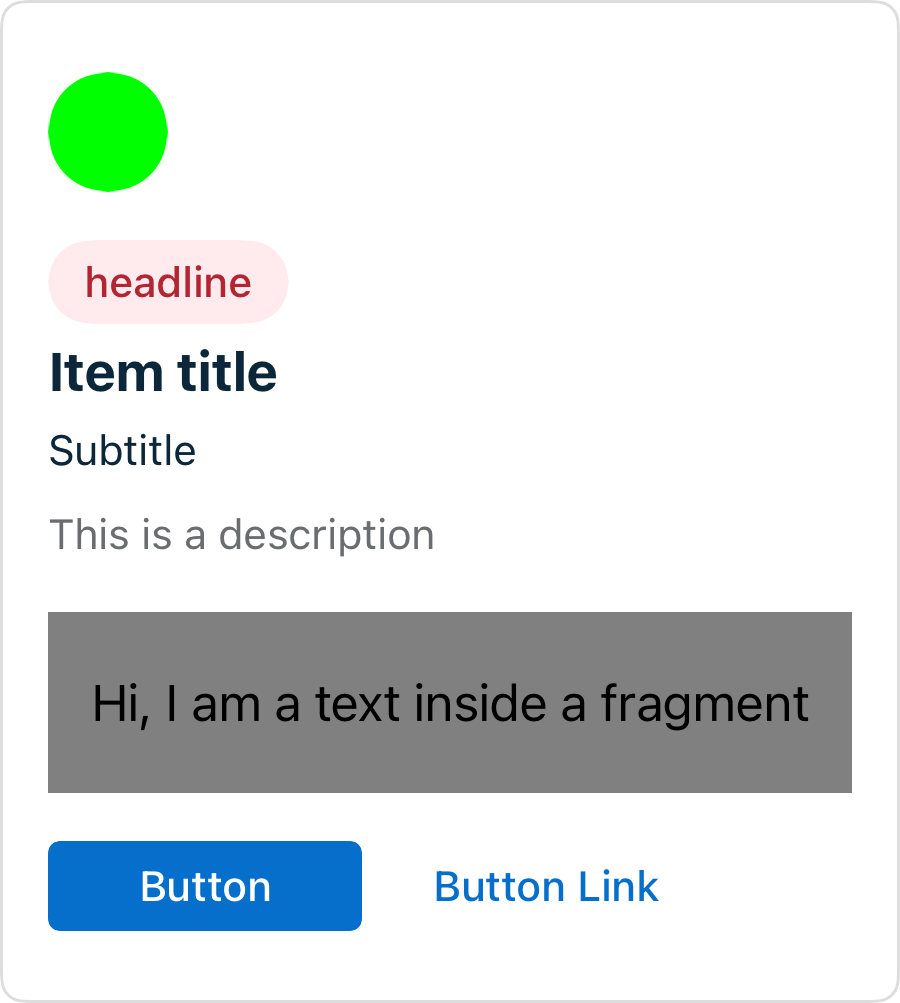 headline
Item title
Subtitle
This is a description
Hi, I am a text inside a fragment
Button
Button Link